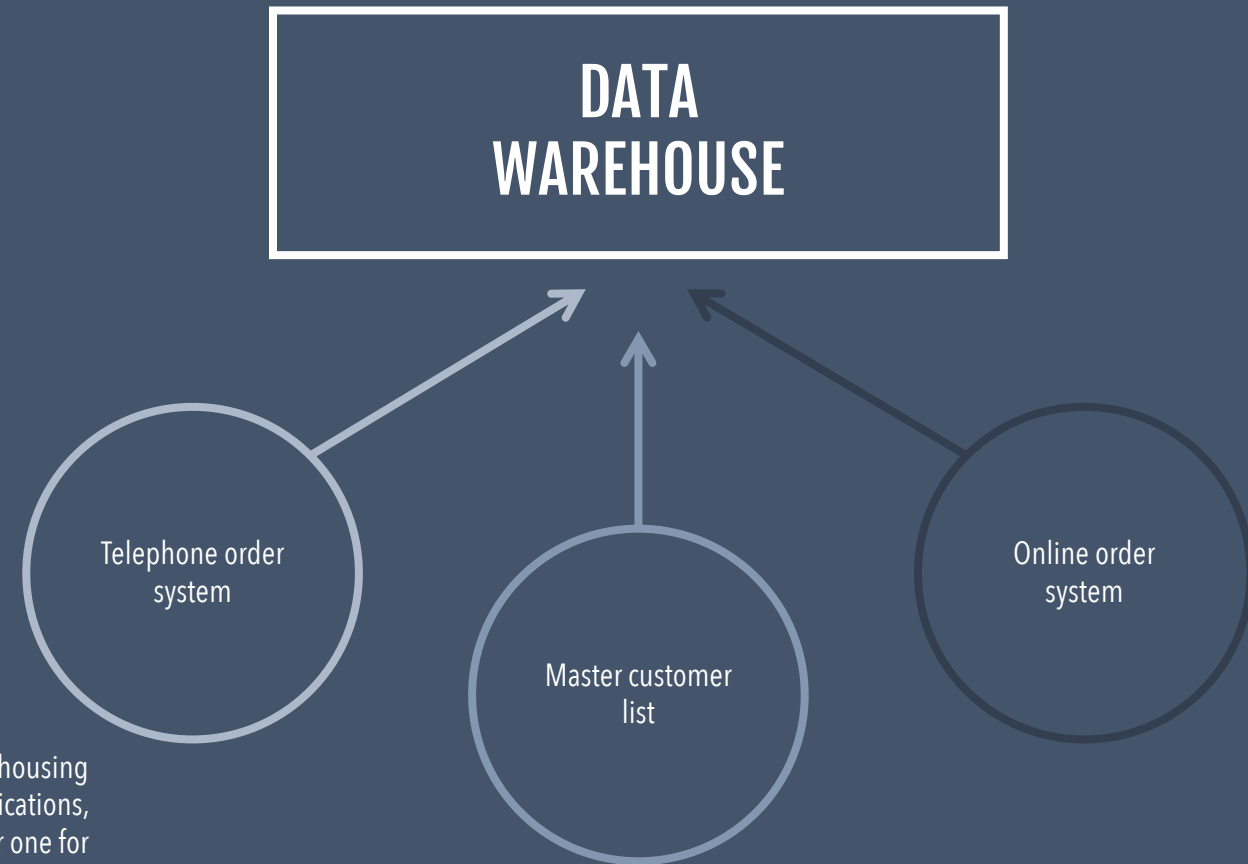 DATA
WAREHOUSE
Telephone order
system
Online order
system
Master customer
list
housing
ications,
one for